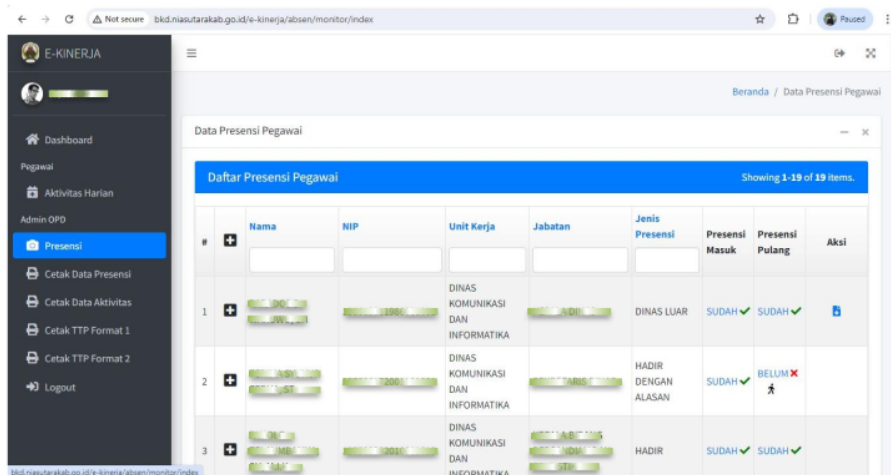 Not secure bkd.niasutarakab.go.id/e-kinerja/absen/monitor/index Paused
E-KINERJA
Beranda / Data Presensi Pegawai
Dashboard
Pegawai
Aktivitas Harian
Admin OPD
Presensi
Cetak Data Presensi
Cetak Data Aktivitas
Cetak TTP Format 1
Cetak TTP Format 2
Logout
Data Presensi Pegawai
Daftar Presensi Pegawai Showing 1-19 of 19 items.
# Nama NIP Unit Kerja Jabatan Jenis Presensi Presensi Masuk Presensi Pulang Aksi
1 DINAS KOMUNIKASI DAN INFORMATIKA DINAS LUAR SUDAH SUDAH
2 DINAS KOMUNIKASI DAN INFORMATIKA HADIR DENGAN ALASAN SUDAH BELUM
3 DINAS KOMUNIKASI DAN INFORMATIKA HADIR SUDAH SUDAH
bkd.niasutarakab.go.id/e-kinerja/absen/monitor/index